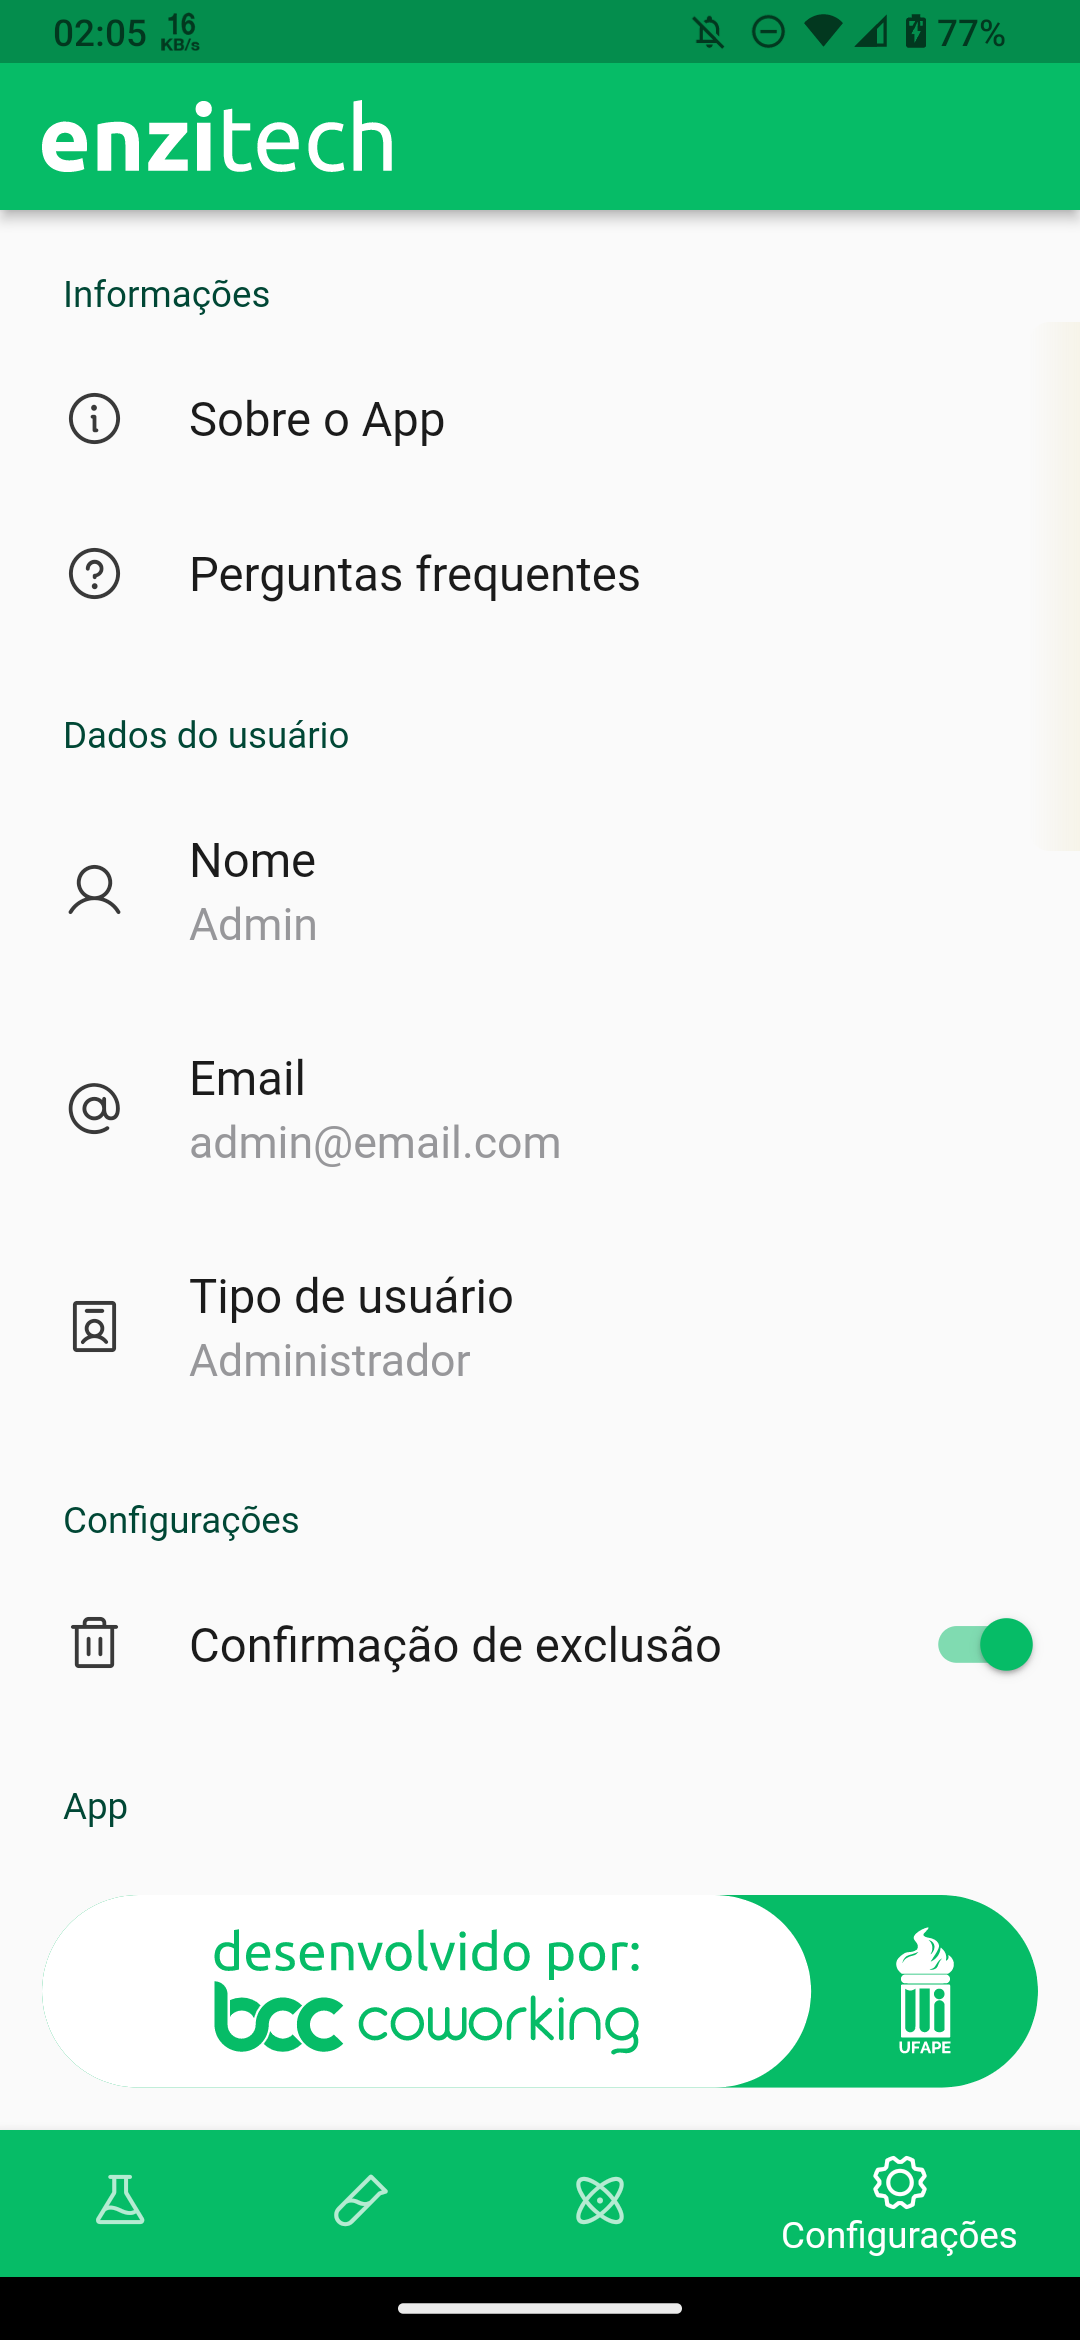 02:05 16 KB/s 77%
enzitech
Informações
Sobre o App
Perguntas frequentes
Dados do usuário
Nome
Admin
Email
admin@email.com
Tipo de usuário
Administrador
Configurações
Confirmação de exclusão
App
desenvolvido por:
bcc coworking
UFAPE
Configurações